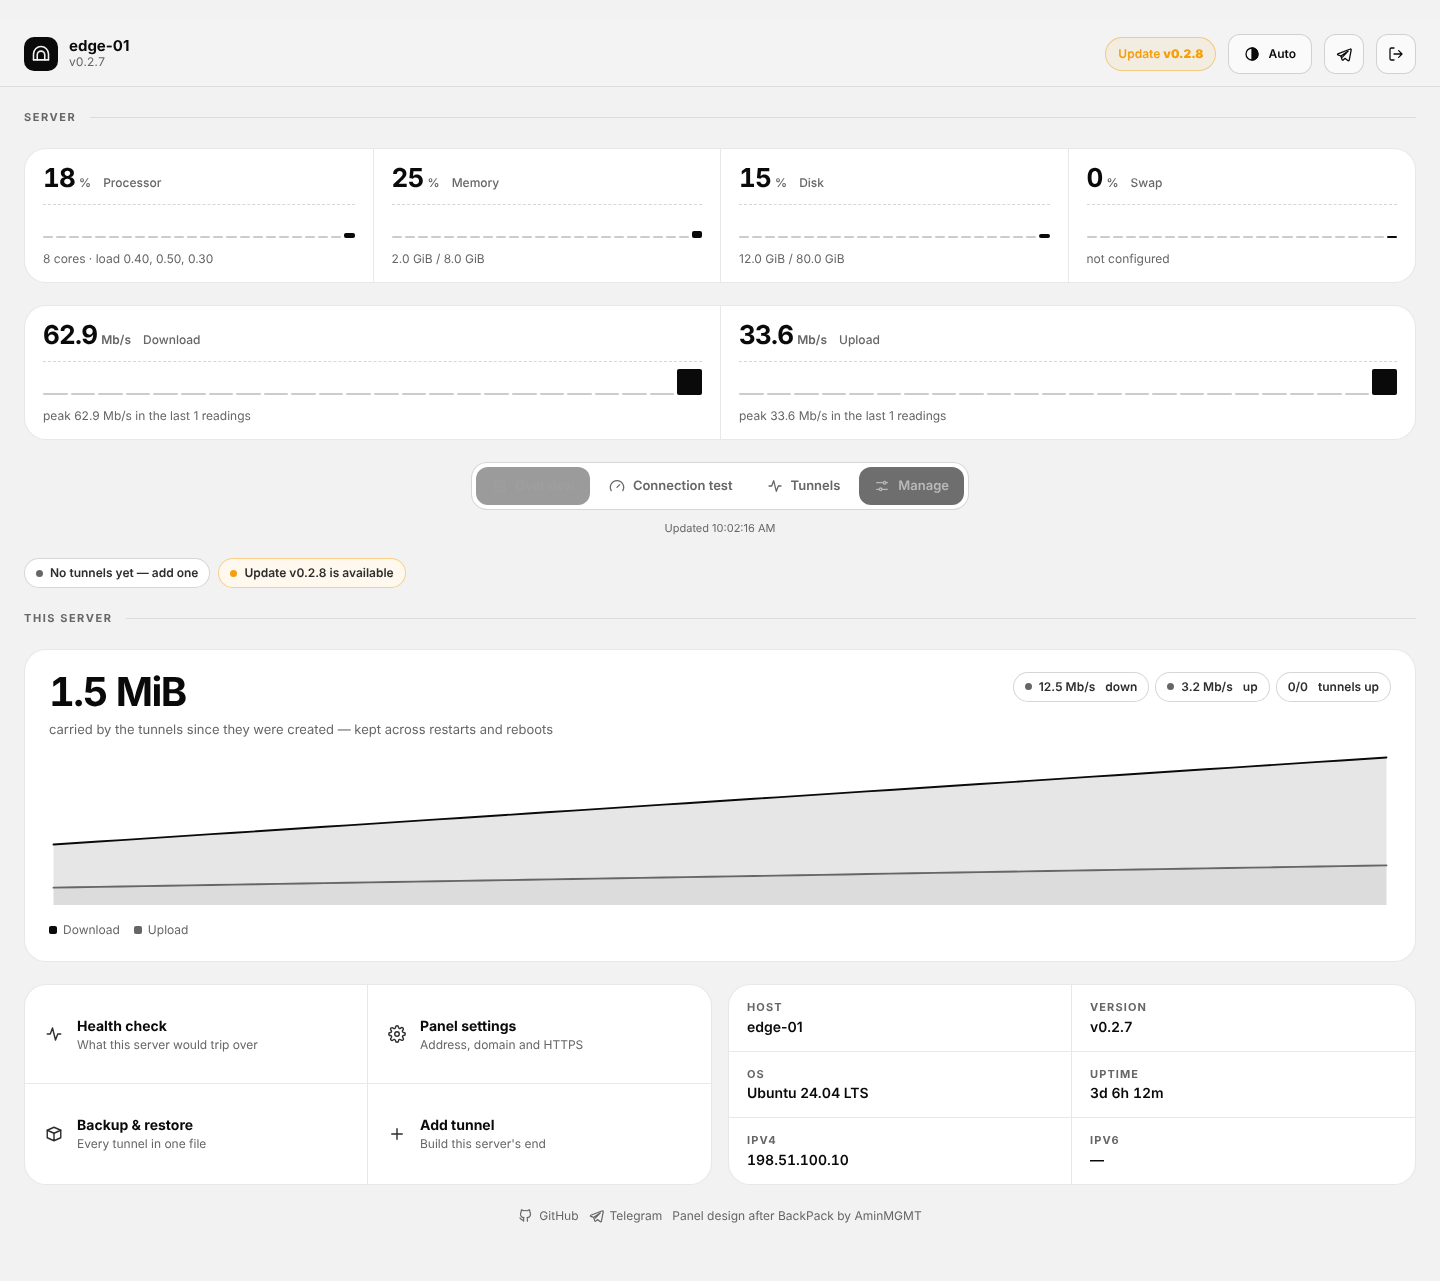 edge-01
v0.2.7
Update v0.2.8
Auto
SERVER
18 % Processor
8 cores · load 0.40, 0.50, 0.30
25 % Memory
2.0 GiB / 8.0 GiB
15 % Disk
12.0 GiB / 80.0 GiB
0 % Swap
not configured
62.9 Mb/s Download
peak 62.9 Mb/s in the last 1 readings
33.6 Mb/s Upload
peak 33.6 Mb/s in the last 1 readings
Connection test
Tunnels
Manage
Updated 10:02:16 AM
No tunnels yet — add one
Update v0.2.8 is available
THIS SERVER
1.5 MiB
carried by the tunnels since they were created — kept across restarts and reboots
12.5 Mb/s down
3.2 Mb/s up
0/0 tunnels up
Download
Upload
Health check
What this server would trip over
Panel settings
Address, domain and HTTPS
Backup & restore
Every tunnel in one file
Add tunnel
Build this server's end
HOST
edge-01
VERSION
v0.2.7
OS
Ubuntu 24.04 LTS
UPTIME
3d 6h 12m
IPV4
198.51.100.10
IPV6
—
GitHub
Telegram
Panel design after BackPack by AminMGMT